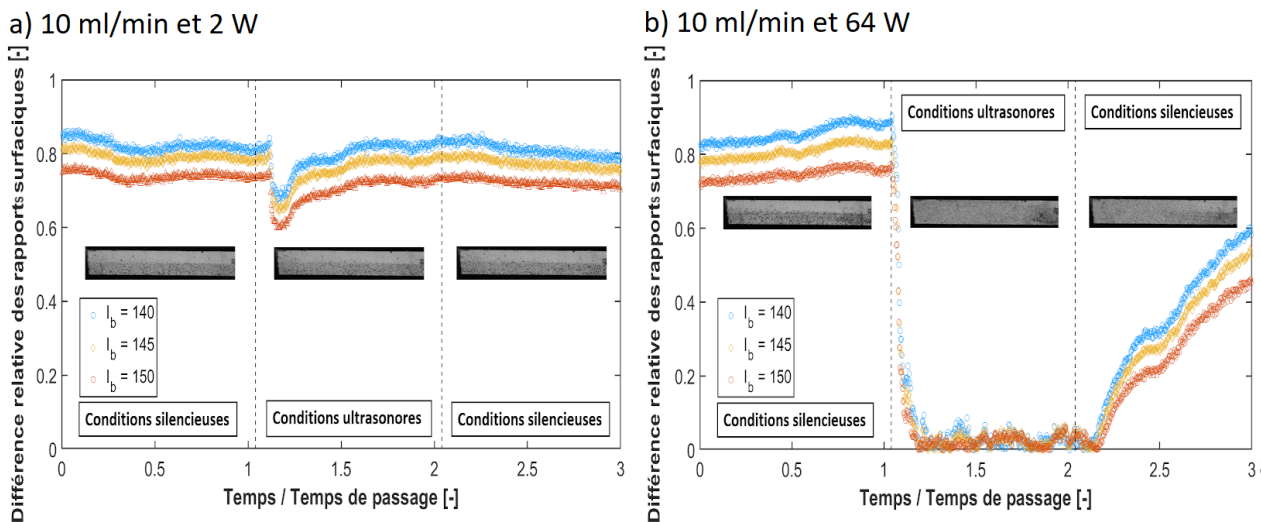 a) 10 ml/min et 2 W
Différence relative des rapports surfaciques [-]
1
0.8
0.6
0.4
0.2
0
I_b = 140
I_b = 145
I_b = 150
Conditions silencieuses
Conditions ultrasonores
Conditions silencieuses
0
0.5
1
1.5
2
2.5
3
Temps / Temps de passage [-]
b) 10 ml/min et 64 W
Différence relative des rapports surfaciques [-]
1
0.8
0.6
0.4
0.2
0
Conditions ultrasonores
Conditions silencieuses
I_b = 140
I_b = 145
I_b = 150
Conditions silencieuses
0
0.5
1
1.5
2
2.5
3
Temps / Temps de passage [-]